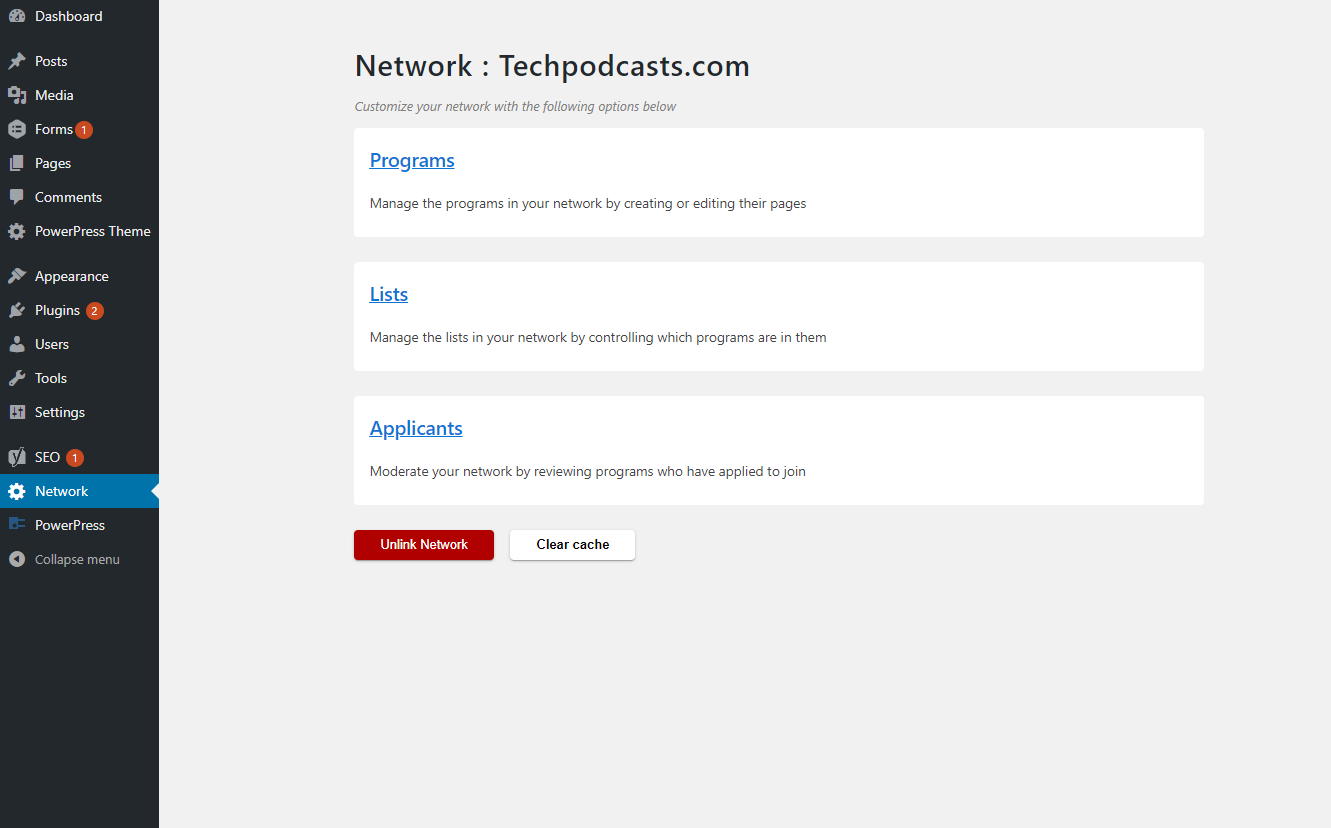 Dashboard
Posts
Media
Forms 1
Pages
Comments
PowerPress Theme
Appearance
Plugins 2
Users
Tools
Settings
SEO 1
Network
PowerPress
Collapse menu
Network : Techpodcasts.com
Customize your network with the following options below
Programs
Manage the programs in your network by creating or editing their pages
Lists
Manage the lists in your network by controlling which programs are in them
Applicants
Moderate your network by reviewing programs who have applied to join
Unlink Network Clear cache